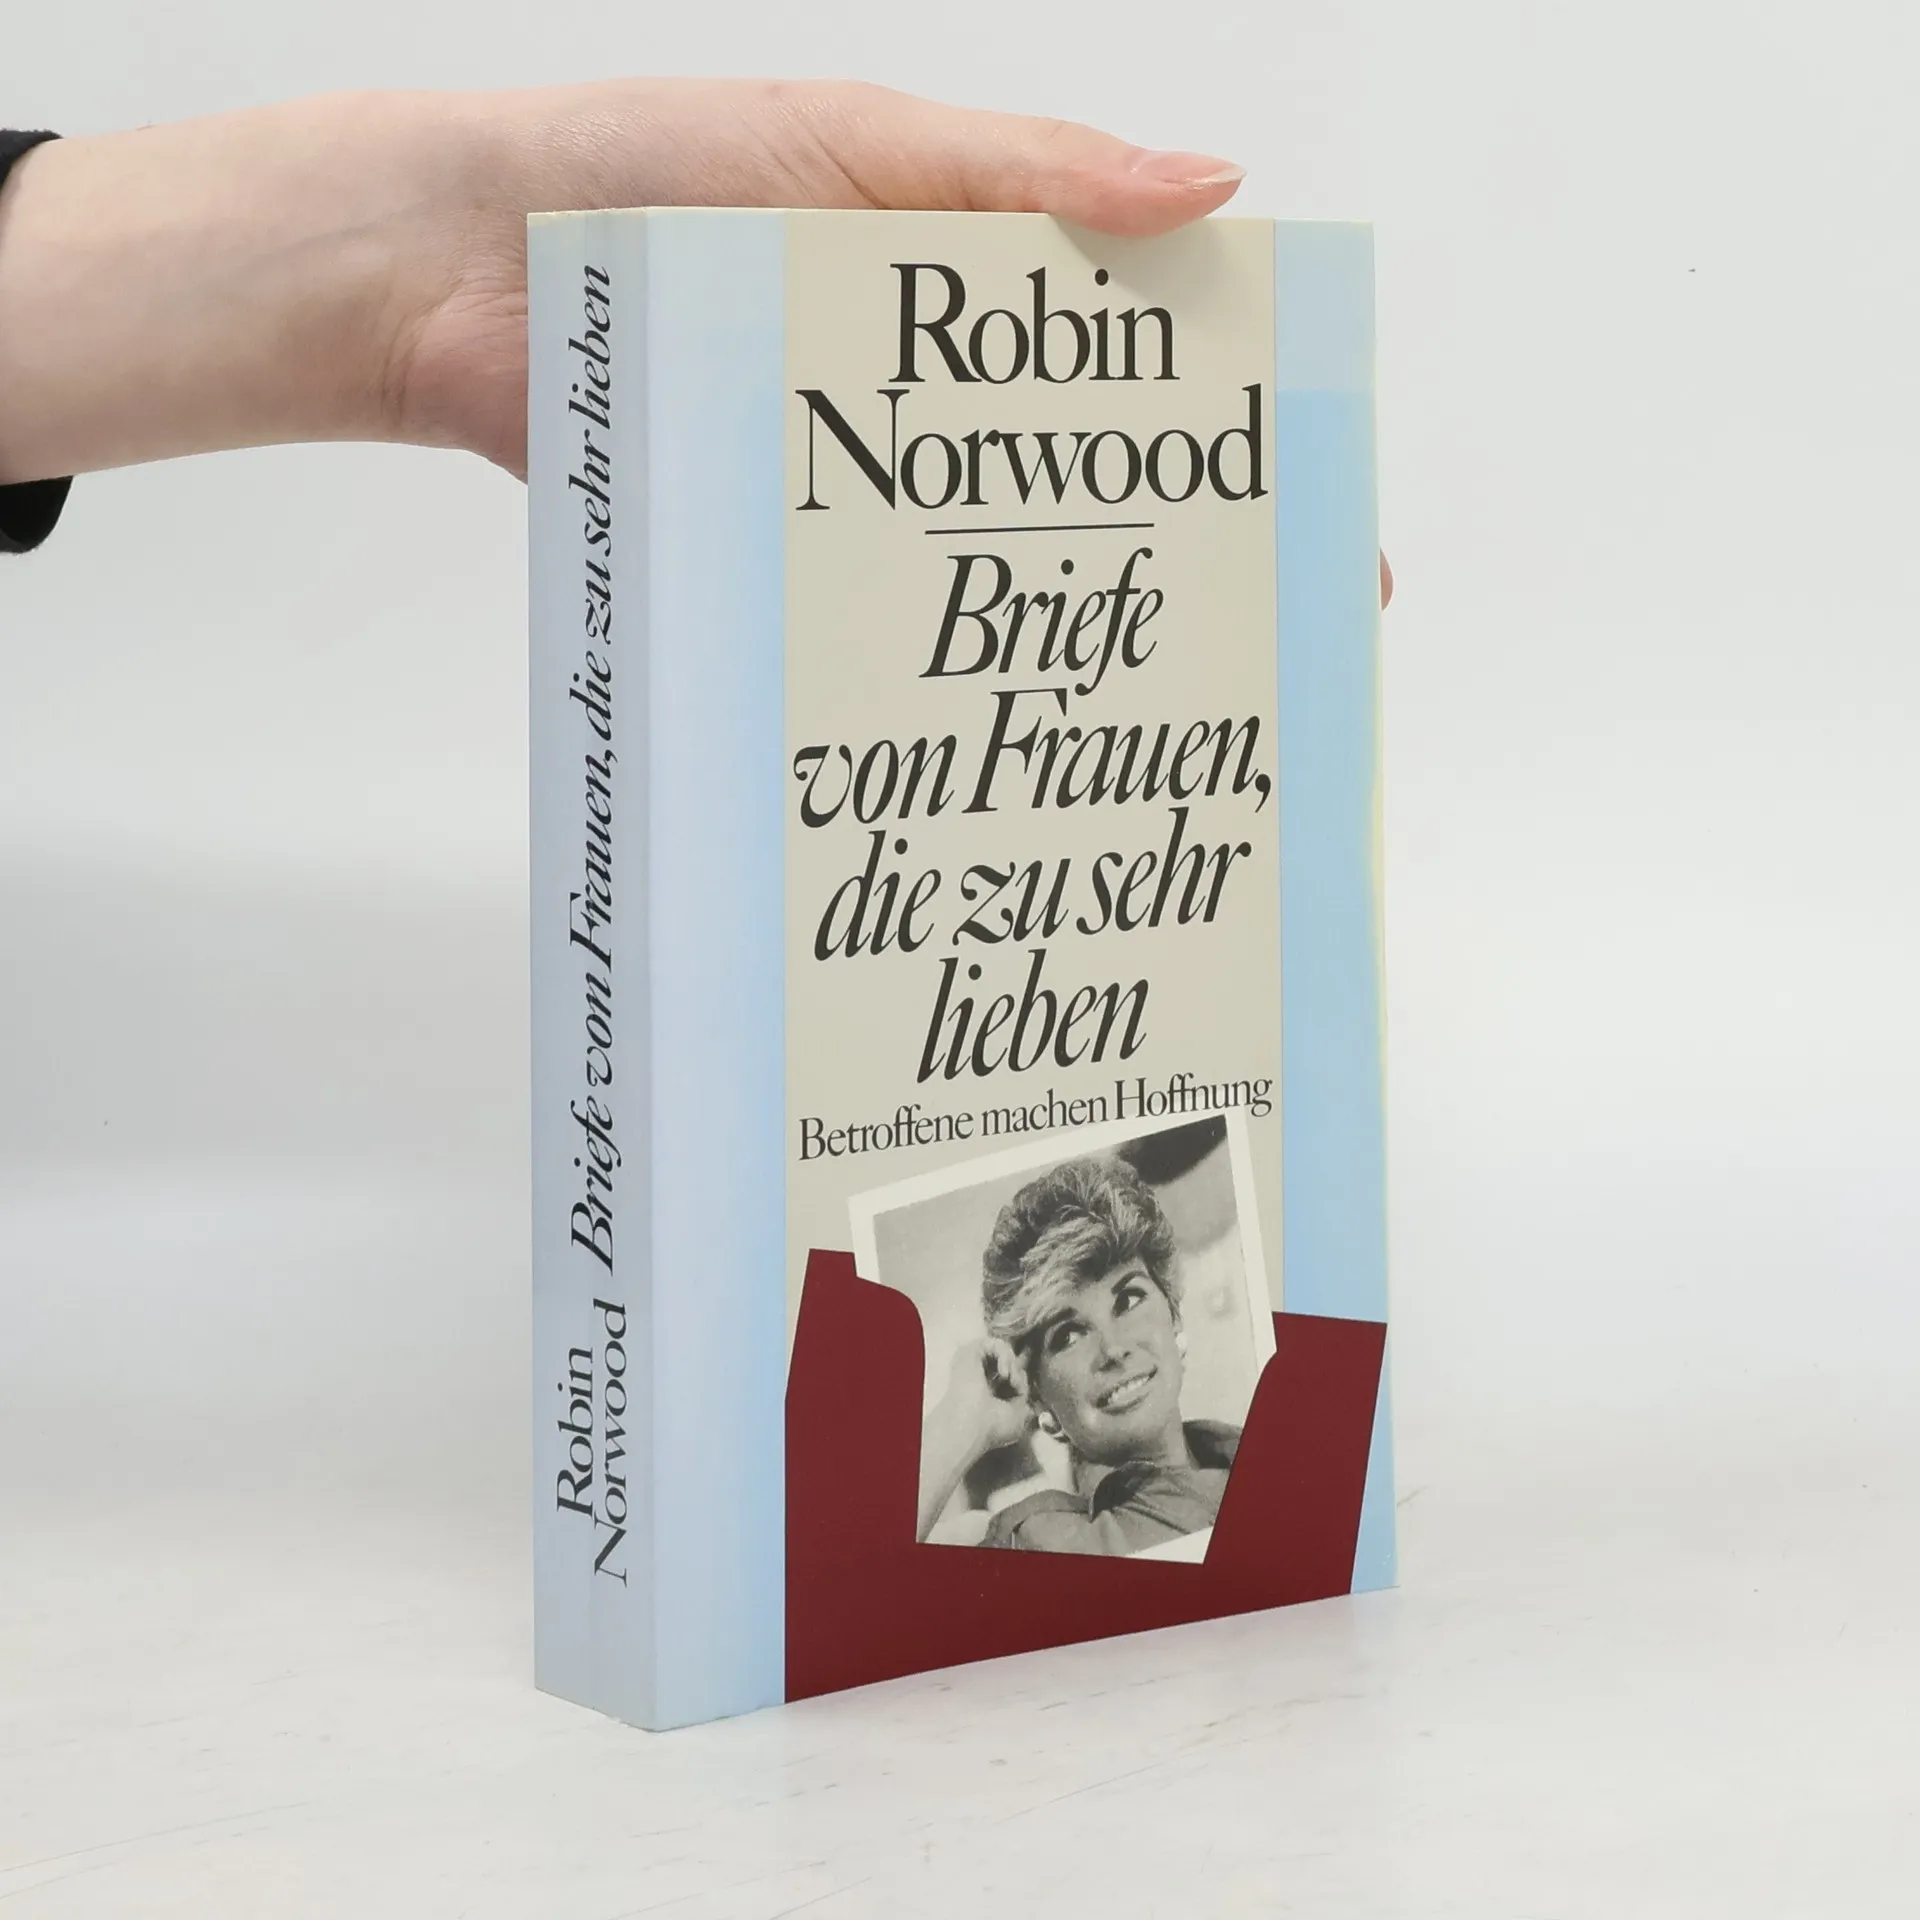 Robin
Norwood
Briefe
von Frauen,
die zu sehr
lieben
Betroffene machen Hoffnung
Robin
Norwood
Briefe von Frauen, die zu sehr lieben